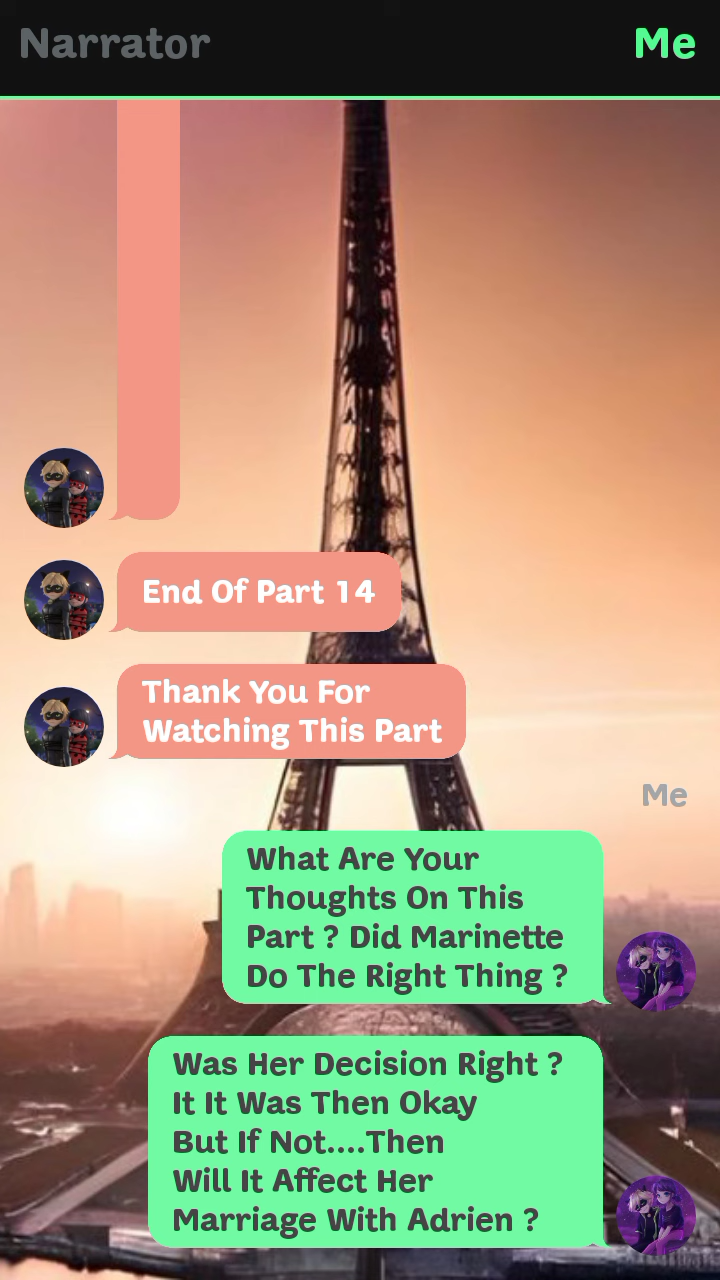 Narrator
Me
End Of Part 14
Thank You For
Watching This Part
Me
What Are Your
Thoughts On This
Part ? Did Marinette
Do The Right Thing ?
Was Her Decision Right ?
It It Was Then Okay
But If Not....Then
Will It Affect Her
Marriage With Adrien ?